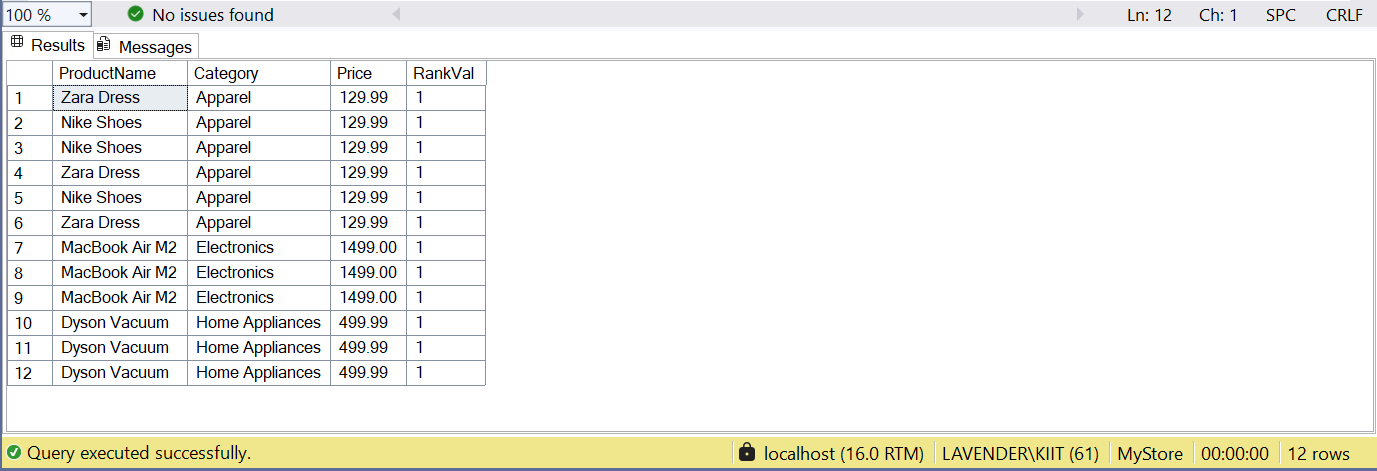 100 % No issues found Ln: 12 Ch: 1 SPC CRLF
Results Messages
ProductName Category Price RankVal
1 Zara Dress Apparel 129.99 1
2 Nike Shoes Apparel 129.99 1
3 Nike Shoes Apparel 129.99 1
4 Zara Dress Apparel 129.99 1
5 Nike Shoes Apparel 129.99 1
6 Zara Dress Apparel 129.99 1
7 MacBook Air M2 Electronics 1499.00 1
8 MacBook Air M2 Electronics 1499.00 1
9 MacBook Air M2 Electronics 1499.00 1
10 Dyson Vacuum Home Appliances 499.99 1
11 Dyson Vacuum Home Appliances 499.99 1
12 Dyson Vacuum Home Appliances 499.99 1
Query executed successfully. localhost (16.0 RTM) LAVENDER\KIIT (61) MyStore 00:00:00 12 rows